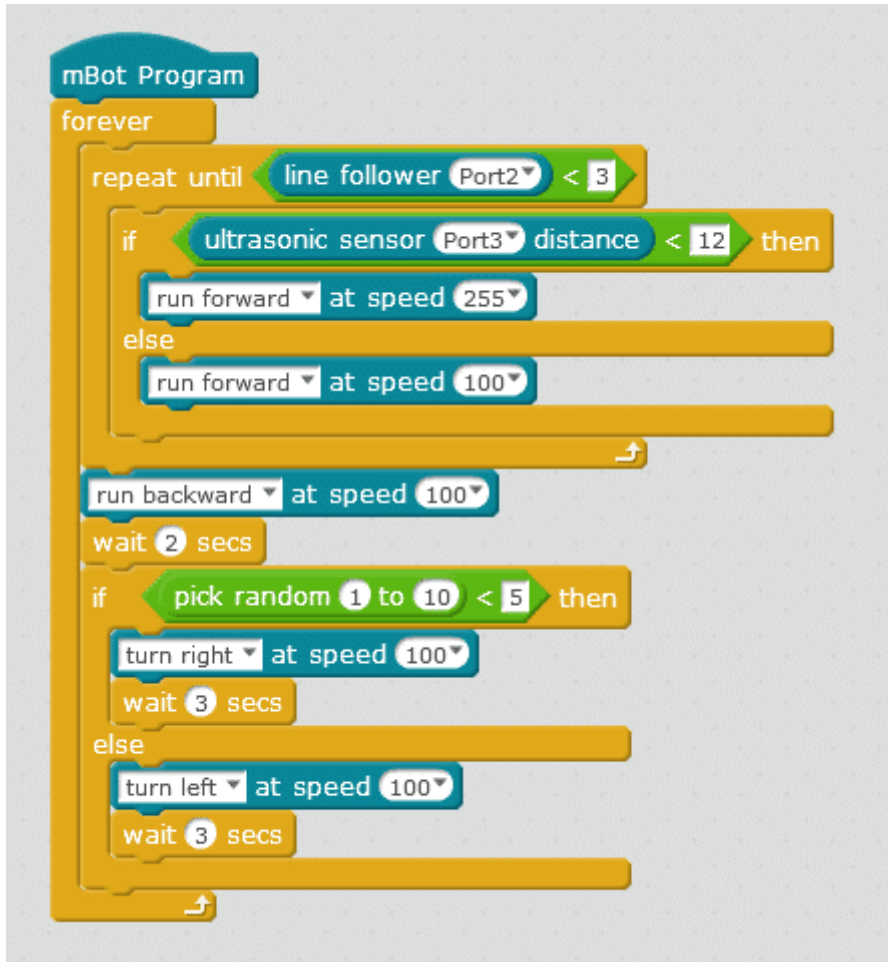 mBot Program
forever
repeat until line follower Port2 < 3
if ultrasonic sensor Port3 distance < 12 then
run forward at speed 255
else
run forward at speed 100
run backward at speed 100
wait 2 secs
if pick random 1 to 10 < 5 then
turn right at speed 100
wait 3 secs
else
turn left at speed 100
wait 3 secs